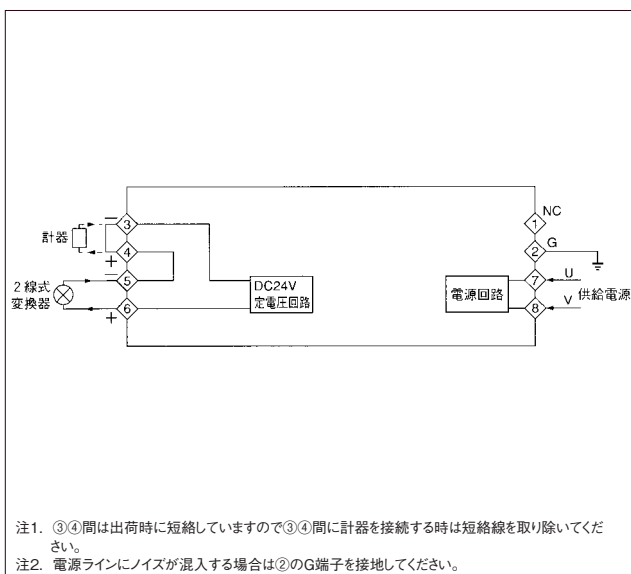 NC
①
② G
③ −
計器
④ +
⑤ −
2線式
変換器
⑥ +
DC24V
定電圧回路
電源回路
⑦ U
⑧ V 供給電源
注1. ③④間は出荷時に短絡していますので③④間に計器を接続する時は短絡線を取り除いてくだ
さい。
注2. 電源ラインにノイズが混入する場合は②のG端子を接地してください。